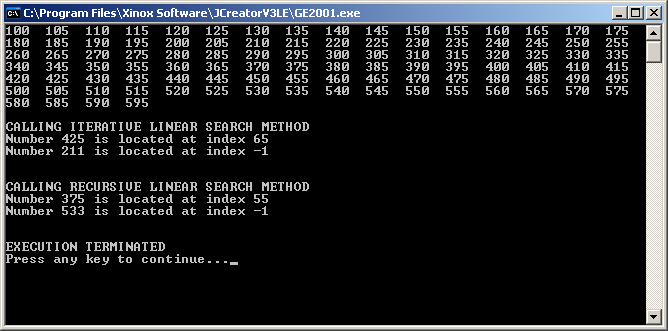 C:\Program Files\Xinox Software\JCreatorV3LE\GE2001.exe
100 105 110 115 120 125 130 135 140 145 150 155 160 165 170 175
180 185 190 195 200 205 210 215 220 225 230 235 240 245 250 255
260 265 270 275 280 285 290 295 300 305 310 315 320 325 330 335
340 345 350 355 360 365 370 375 380 385 390 395 400 405 410 415
420 425 430 435 440 445 450 455 460 465 470 475 480 485 490 495
500 505 510 515 520 525 530 535 540 545 550 555 560 565 570 575
580 585 590 595
CALLING ITERATIVE LINEAR SEARCH METHOD
Number 425 is located at index 65
Number 211 is located at index -1
CALLING RECURSIVE LINEAR SEARCH METHOD
Number 375 is located at index 55
Number 533 is located at index -1
EXECUTION TERMINATED
Press any key to continue..._